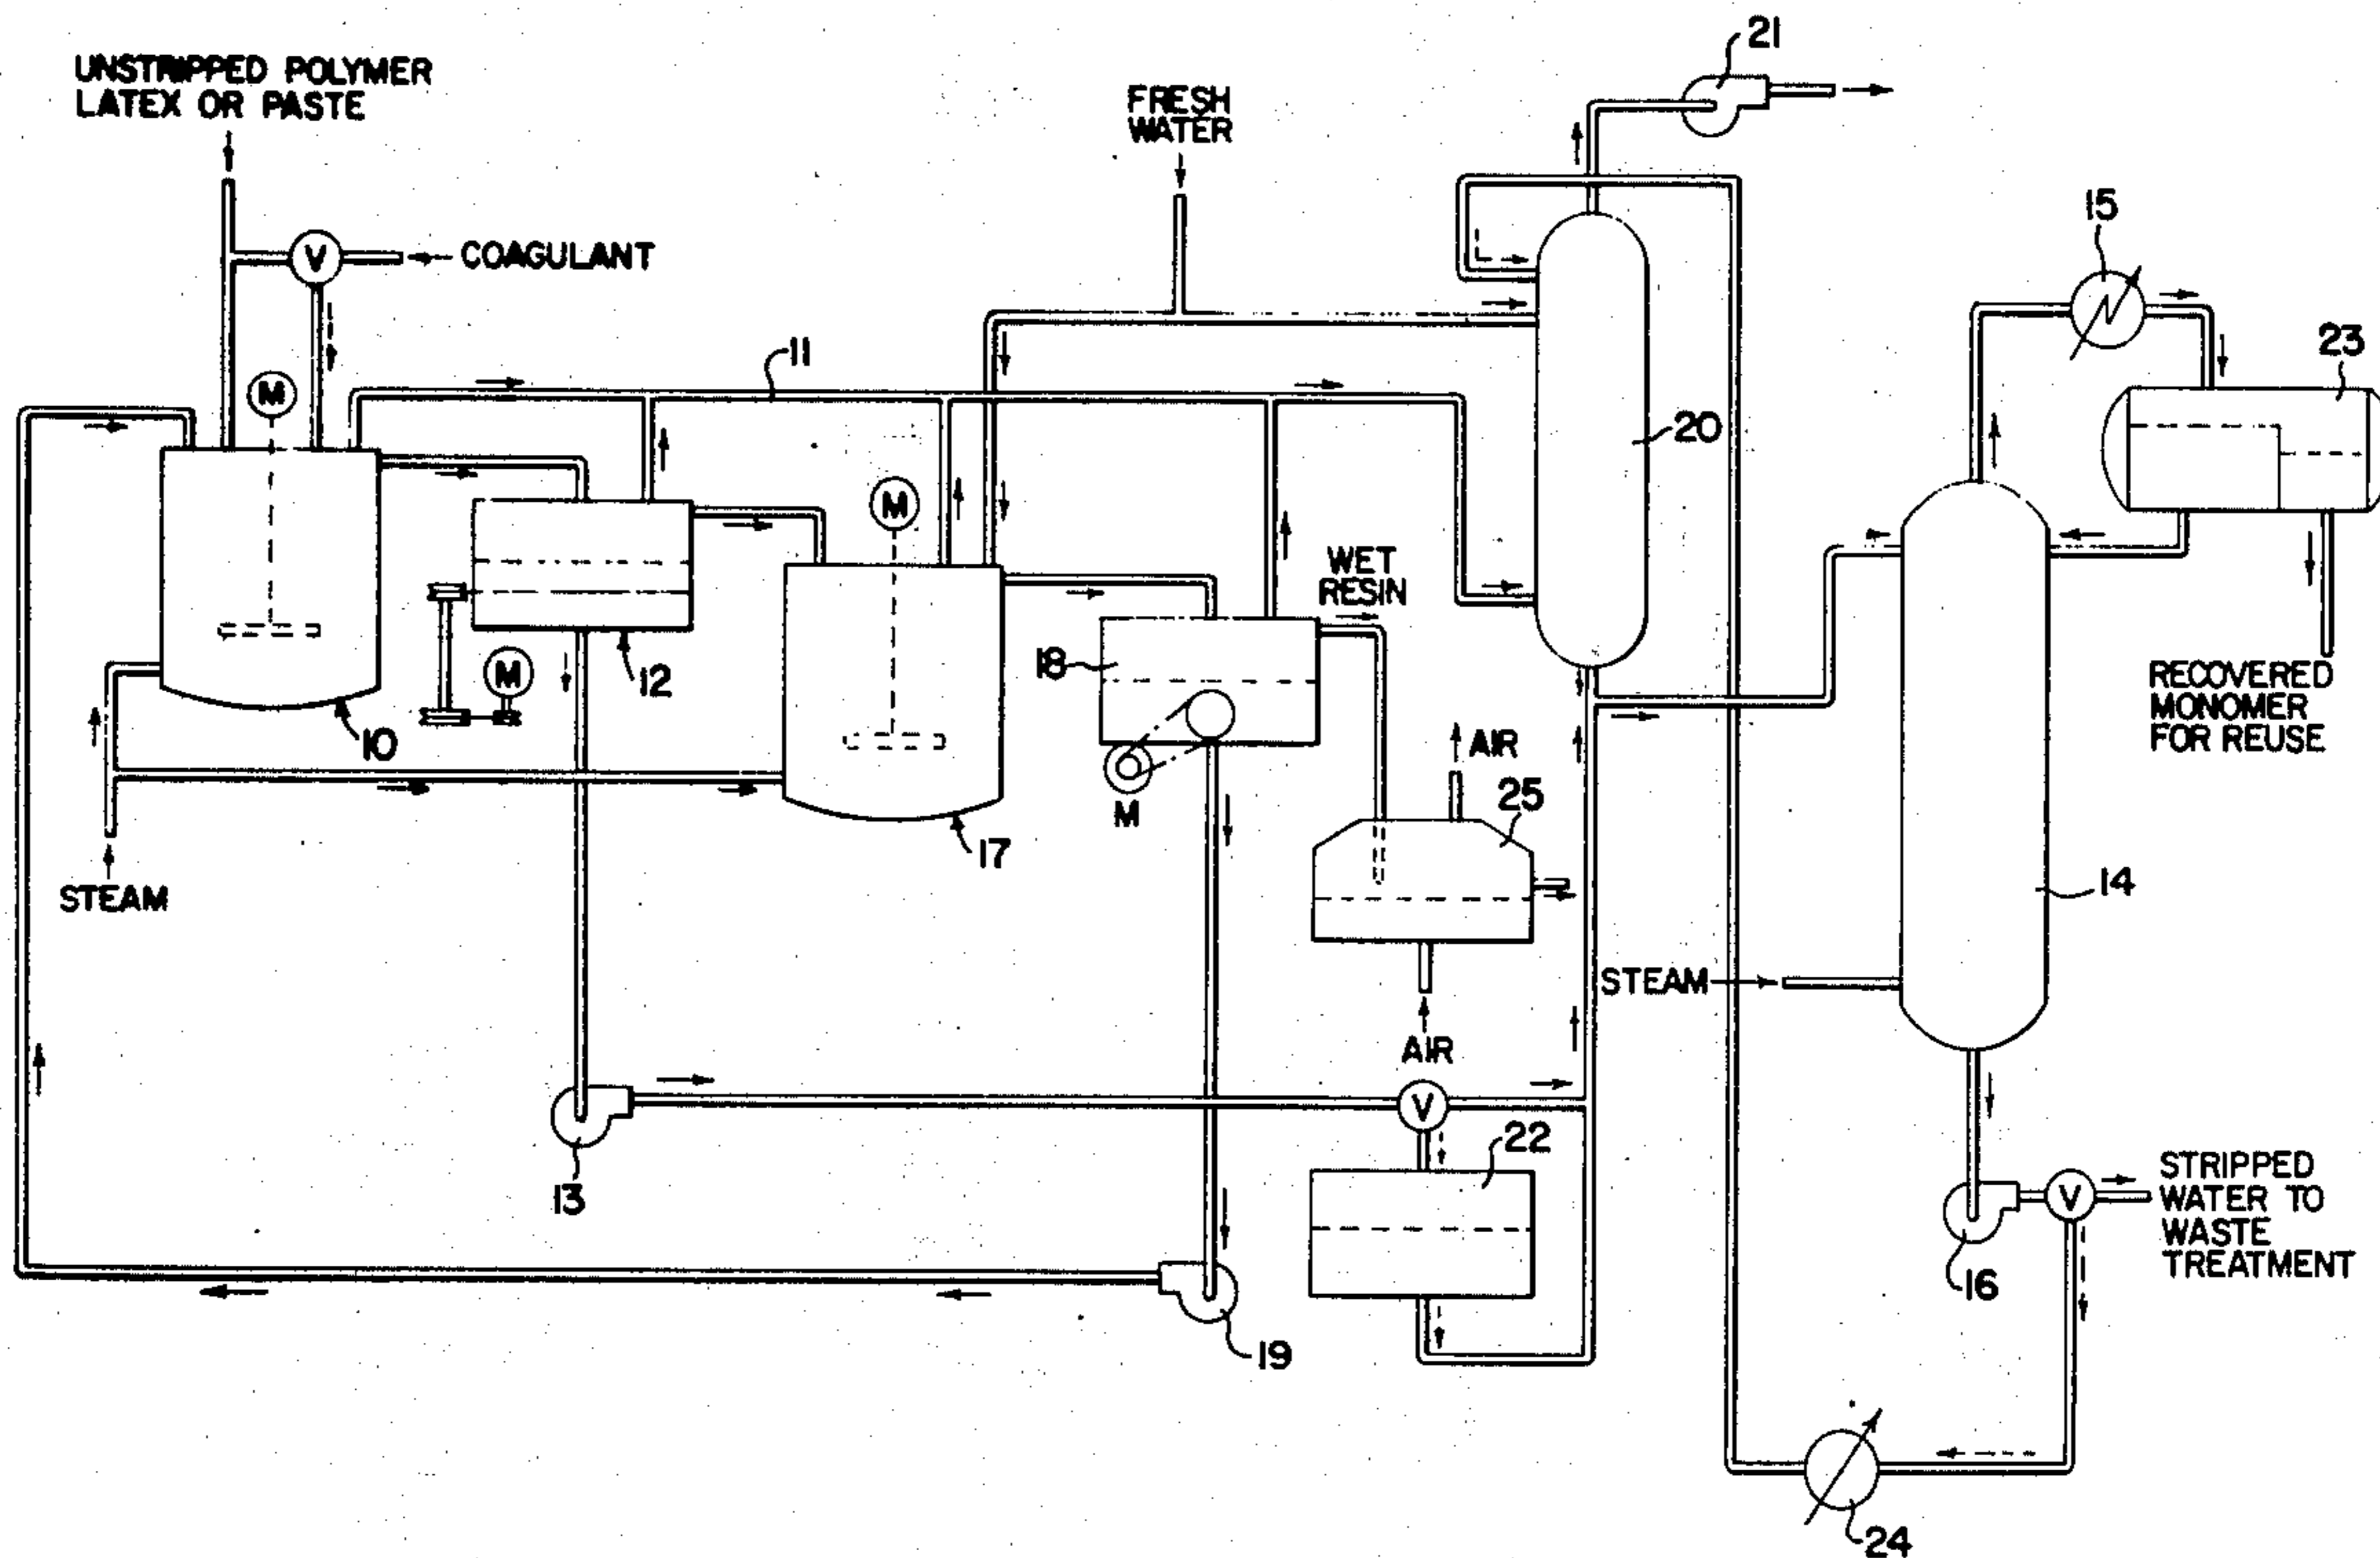 21
UNSTRIPPED POLYMER
LATEX OR PASTE
FRESH
WATER
15
V
COAGULANT
23
11
M
20
M
WET
RESIN
18
M
12
RECOVERED
MONOMER
FOR REUSE
10
AIR
25
M
17
STEAM
14
STEAM
AIR
V
22
13
STRIPPED
WATER TO
WASTE
TREATMENT
V
16
19
24